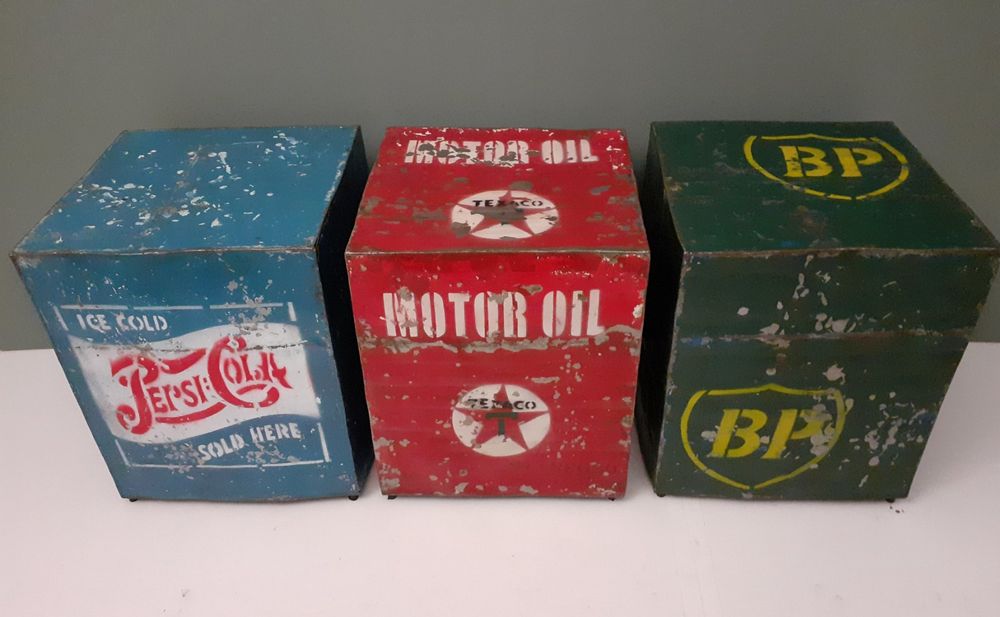 ICE COLD
PEPSI-COLA
SOLD HERE
MOTOR OIL
TEXACO
MOTOR OIL
TEXACO
T
BP
BP